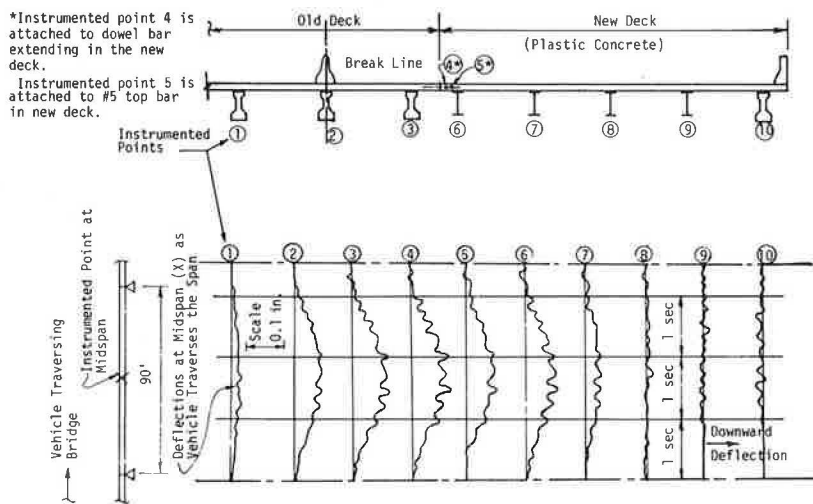 *Instrumented point 4 is
attached to dowel bar
extending in the new
deck.
Instrumented point 5 is
attached to #5 top bar
in new deck.
Old Deck
New Deck
(Plastic Concrete)
Break Line
4*
5*
Instrumented
Points
1
2
3
6
7
8
9
10
1
2
3
4
5
6
7
8
9
10
Vehicle Traversing
Bridge
Instrumented Point at
Midspan
90'
Deflections at Midspan (X) as
Vehicle Traverses the Span
Scale
0.1 in.
1 sec
1 sec
1 sec
Downward
Deflection